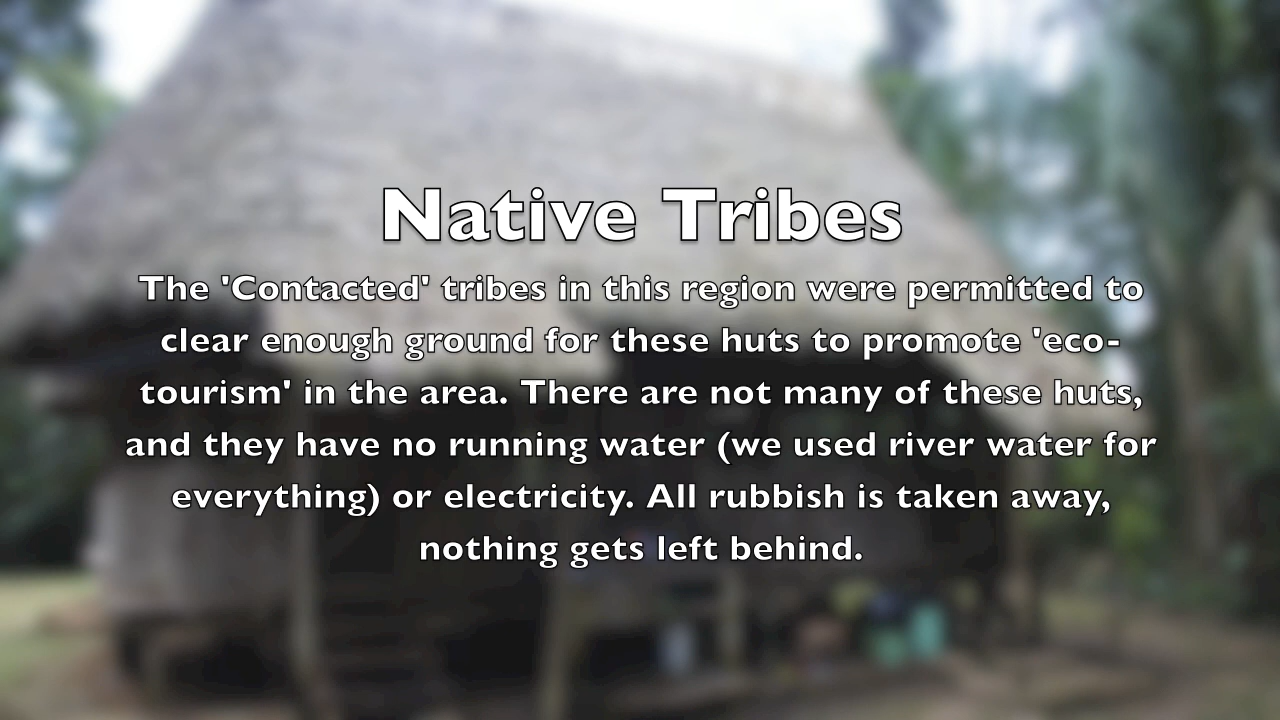 Native Tribes
The 'Contacted' tribes in this region were permitted to
clear enough ground for these huts to promote 'eco-
tourism' in the area. There are not many of these huts,
and they have no running water (we used river water for
everything) or electricity. All rubbish is taken away,
nothing gets left behind.